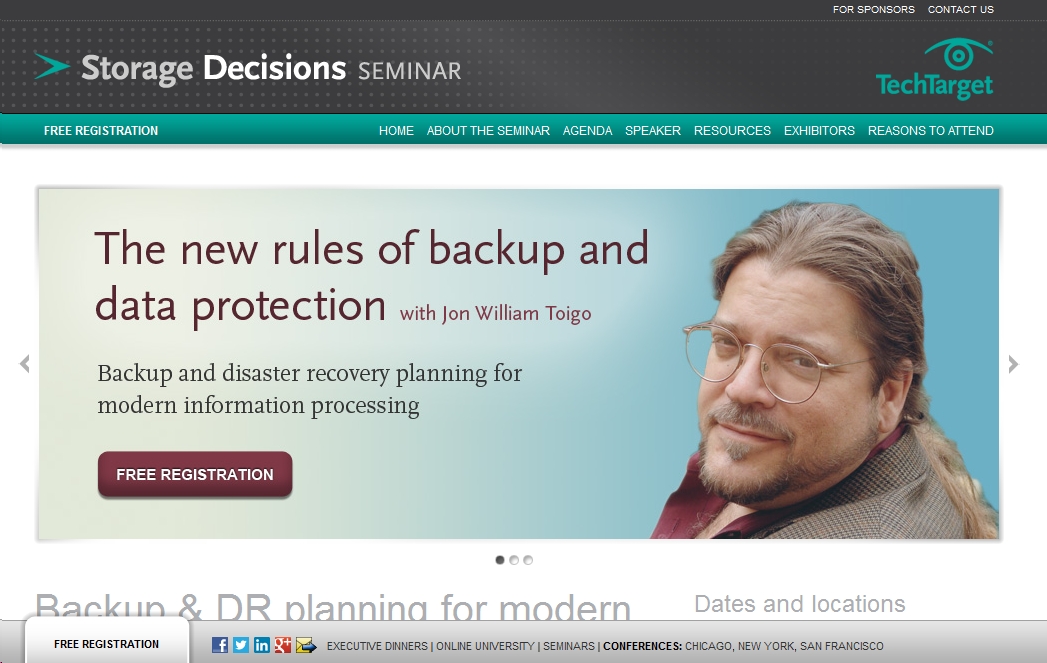 FOR SPONSORS CONTACT US
Storage Decisions SEMINAR
TechTarget
FREE REGISTRATION HOME ABOUT THE SEMINAR AGENDA SPEAKER RESOURCES EXHIBITORS REASONS TO ATTEND
The new rules of backup and
data protection with Jon William Toigo
Backup and disaster recovery planning for
modern information processing
FREE REGISTRATION
Backup & DR planning for modern
Dates and locations
FREE REGISTRATION
EXECUTIVE DINNERS | ONLINE UNIVERSITY | SEMINARS | CONFERENCES: CHICAGO, NEW YORK, SAN FRANCISCO